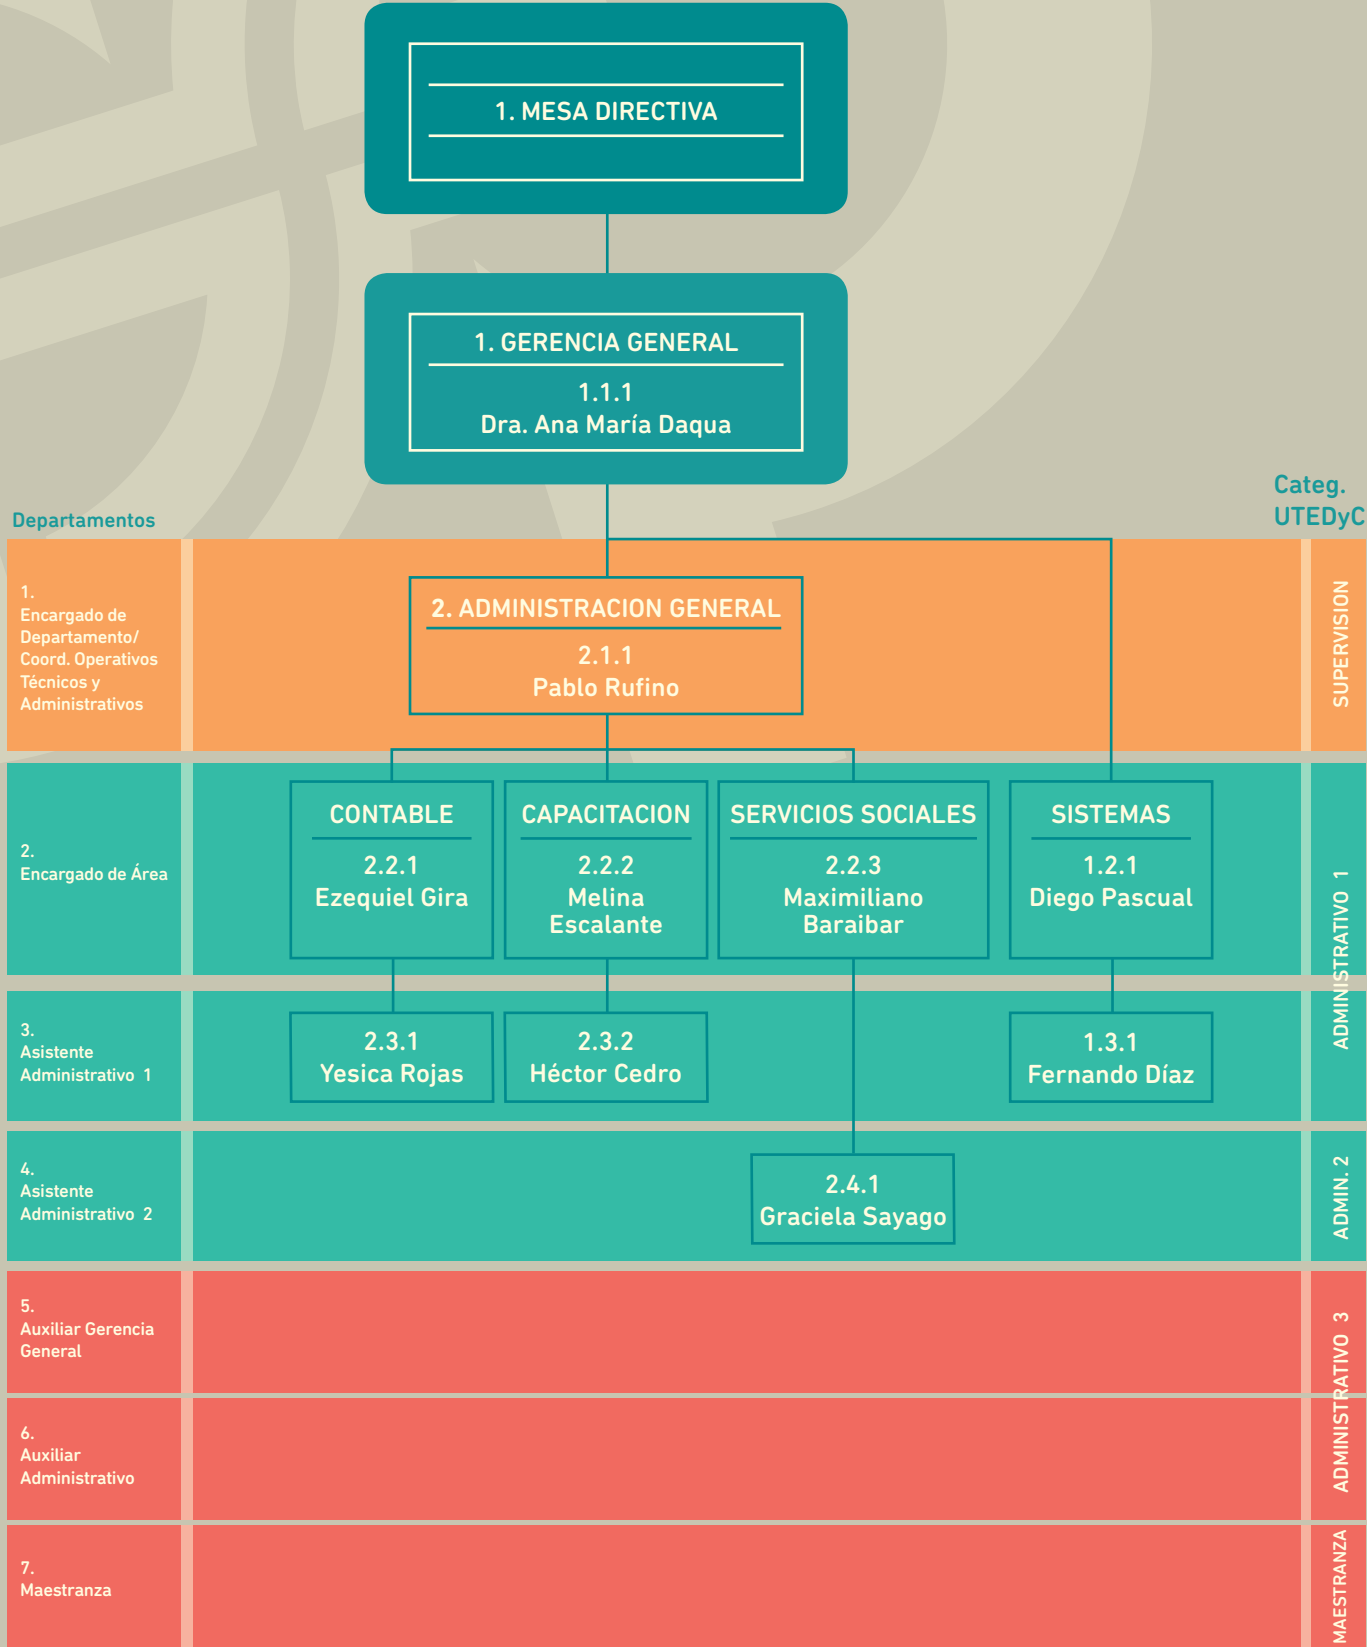 1. MESA DIRECTIVA
1. GERENCIA GENERAL
1.1.1
Dra. Ana María Daqua
Departamentos
Categ.
UTEDyC
1.
Encargado de
Departamento/
Coord. Operativos
Técnicos y
Administrativos
2. ADMINISTRACION GENERAL
2.1.1
Pablo Rufino
SUPERVISION
2.
Encargado de Área
CONTABLE
2.2.1
Ezequiel Gira
CAPACITACION
2.2.2
Melina
Escalante
SERVICIOS SOCIALES
2.2.3
Maximiliano
Baraibar
SISTEMAS
1.2.1
Diego Pascual
ADMINISTRATIVO 1
3.
Asistente
Administrativo 1
2.3.1
Yesica Rojas
2.3.2
Héctor Cedro
1.3.1
Fernando Díaz
4.
Asistente
Administrativo 2
2.4.1
Graciela Sayago
ADMIN. 2
5.
Auxiliar Gerencia
General
ADMINISTRATIVO 3
6.
Auxiliar
Administrativo
7.
Maestranza
MAESTRANZA